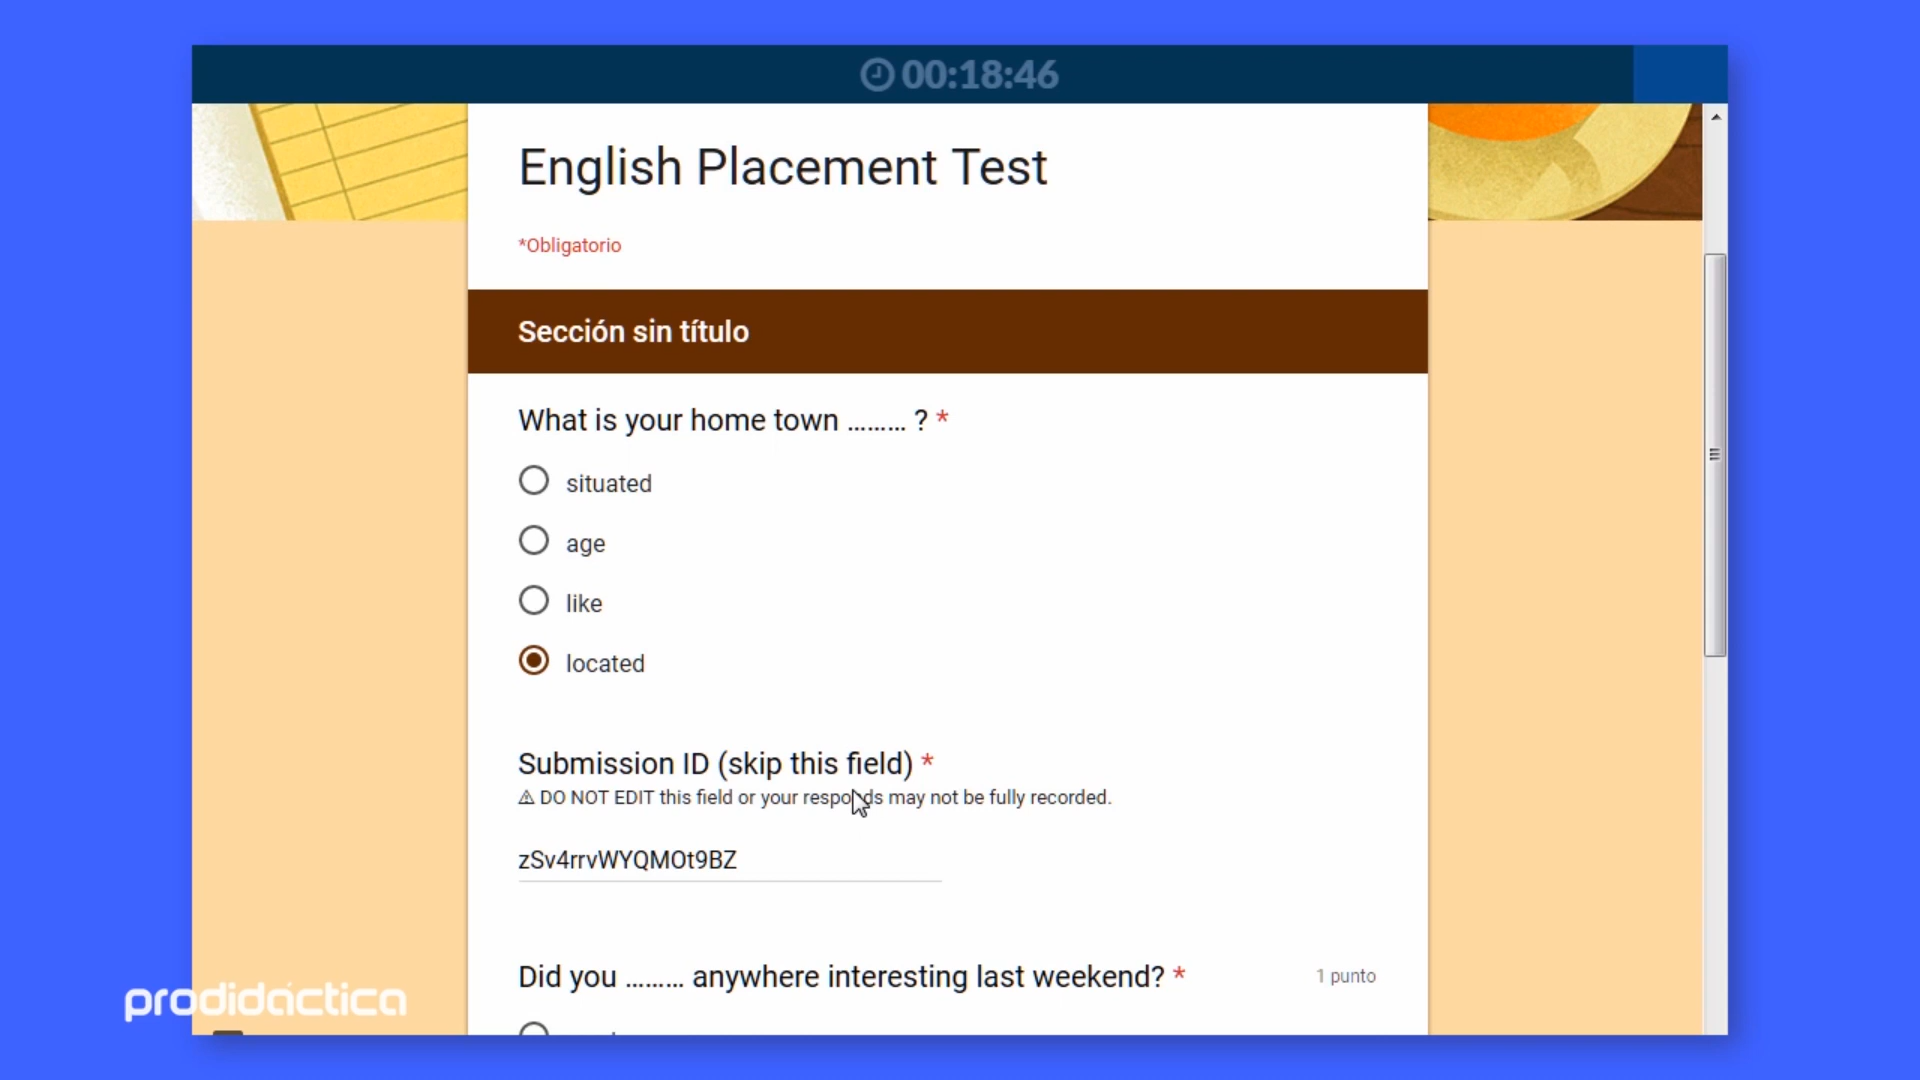 00:18:46
English Placement Test
*Obligatorio
Sección sin título
What is your home town ......... ? *
situated
age
like
located
Submission ID (skip this field) *
⚠ DO NOT EDIT this field or your responds may not be fully recorded.
zSv4rrvWYQMOt9BZ
Did you ......... anywhere interesting last weekend? *
1 punto
prodidáctica